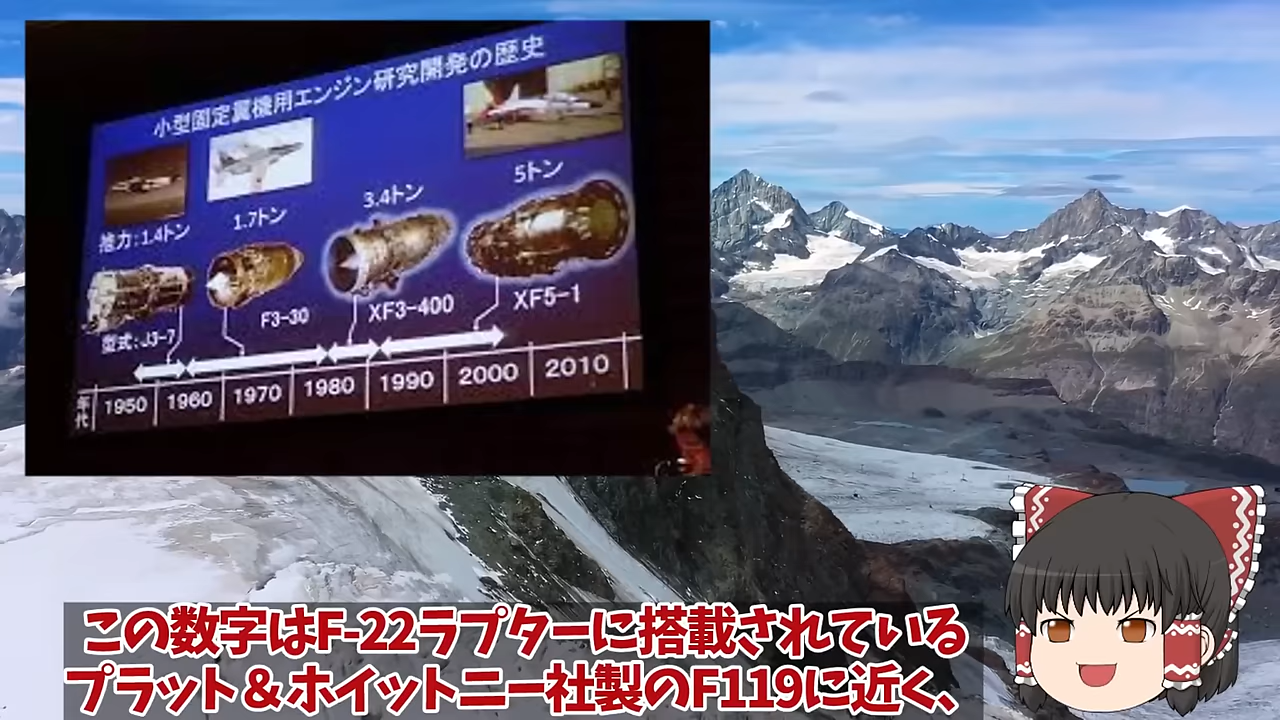 小型固定翼機用エンジン研究開発の歴史
推力:1.4トン
1.7トン
3.4トン
5トン
型式:J3-7
F3-30
XF3-400
XF5-1
年代
1950
1960
1970
1980
1990
2000
2010
この数字はF-22ラプターに搭載されている
プラット&ホイットニー社製のF119に近く、